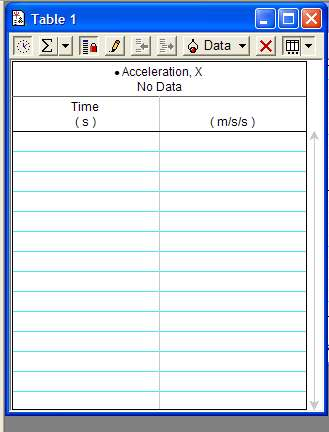 Table 1
Σ Data
• Acceleration, X
No Data
Time
( s ) ( m/s/s )